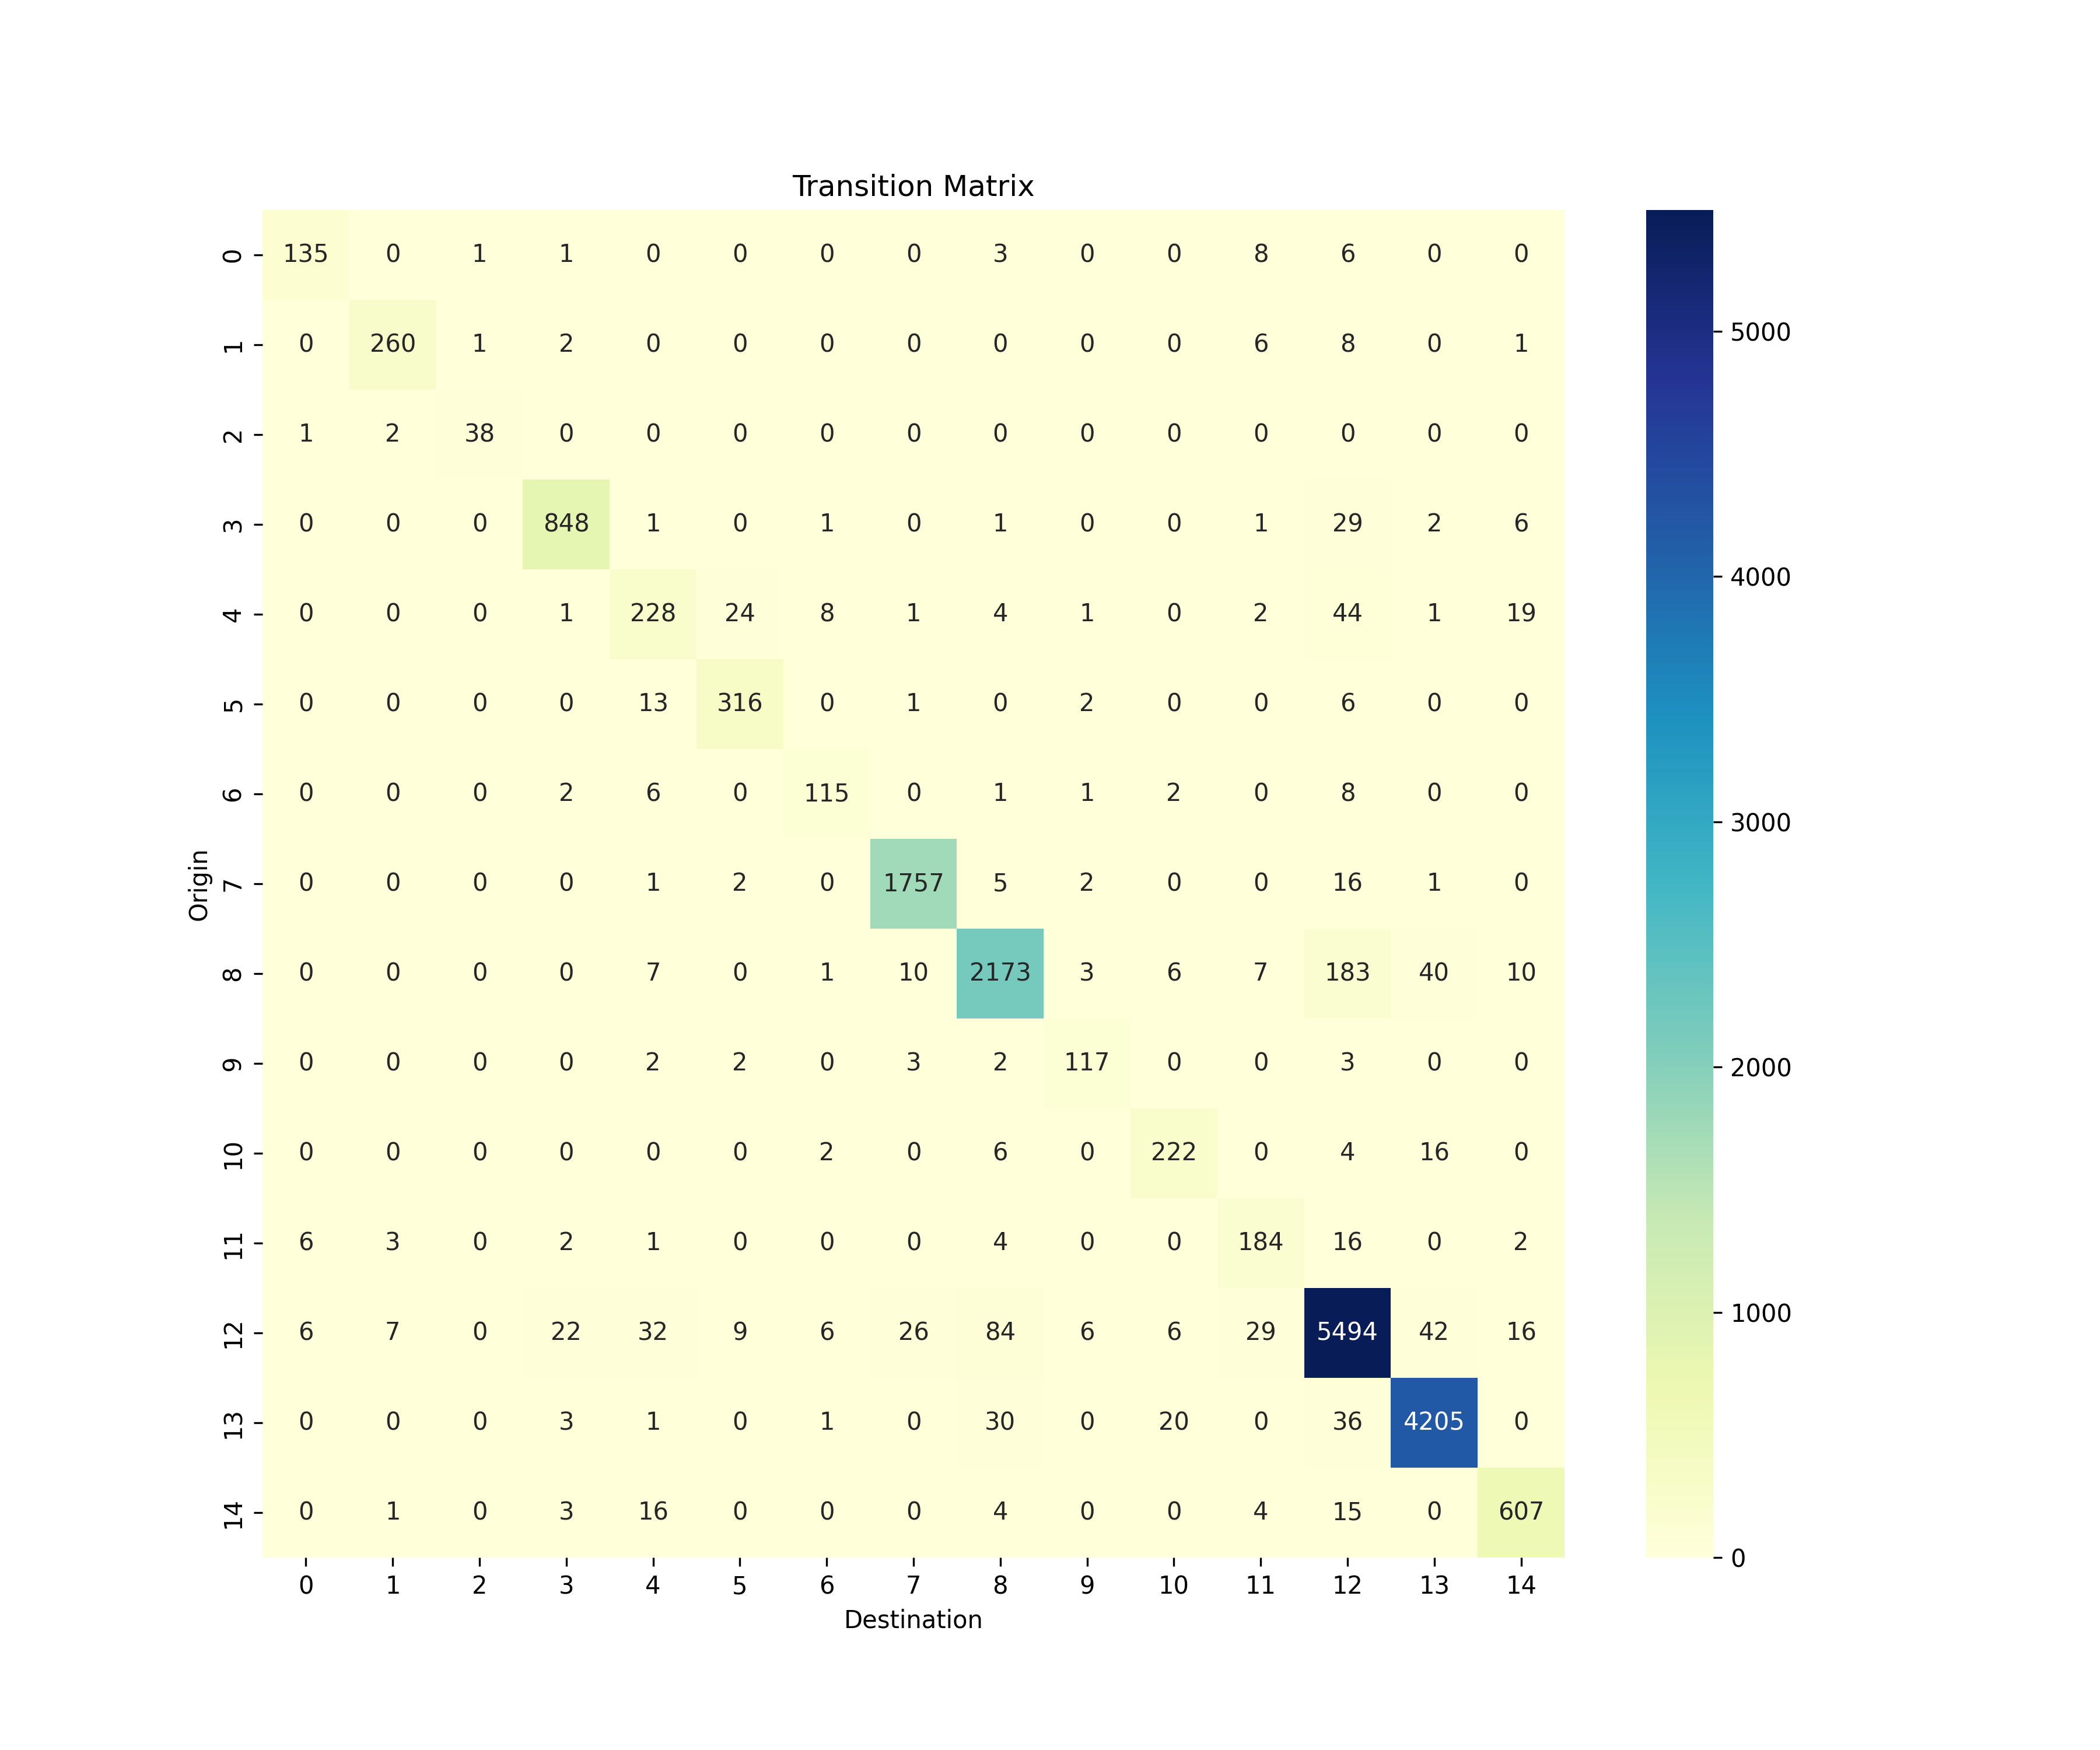 Transition Matrix
0 135 0 1 1 0 0 0 0 3 0 0 8 6 0 0
1 0 260 1 2 0 0 0 0 0 0 0 6 8 0 1
2 1 2 38 0 0 0 0 0 0 0 0 0 0 0 0
3 0 0 0 848 1 0 1 0 1 0 0 1 29 2 6
4 0 0 0 1 228 24 8 1 4 1 0 2 44 1 19
5 0 0 0 0 13 316 0 1 0 2 0 0 6 0 0
6 0 0 0 2 6 0 115 0 1 1 2 0 8 0 0
7 0 0 0 0 1 2 0 1757 5 2 0 0 16 1 0
8 0 0 0 0 7 0 1 10 2173 3 6 7 183 40 10
9 0 0 0 0 2 2 0 3 2 117 0 0 3 0 0
10 0 0 0 0 0 0 2 0 6 0 222 0 4 16 0
11 6 3 0 2 1 0 0 0 4 0 0 184 16 0 2
12 6 7 0 22 32 9 6 26 84 6 6 29 5494 42 16
13 0 0 0 3 1 0 1 0 30 0 20 0 36 4205 0
14 0 1 0 3 16 0 0 0 4 0 0 4 15 0 607
0 1 2 3 4 5 6 7 8 9 10 11 12 13 14
Destination
Origin
5000
4000
3000
2000
1000
0